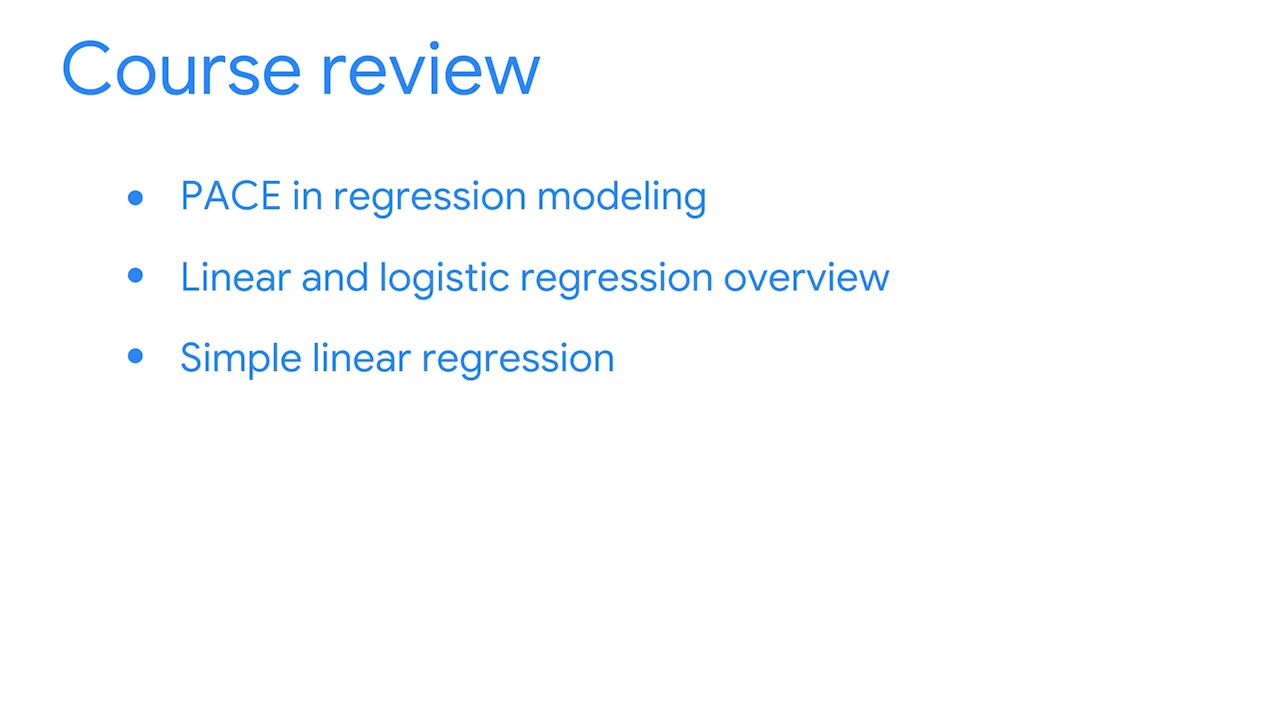 Course review
• PACE in regression modeling
• Linear and logistic regression overview
• Simple linear regression